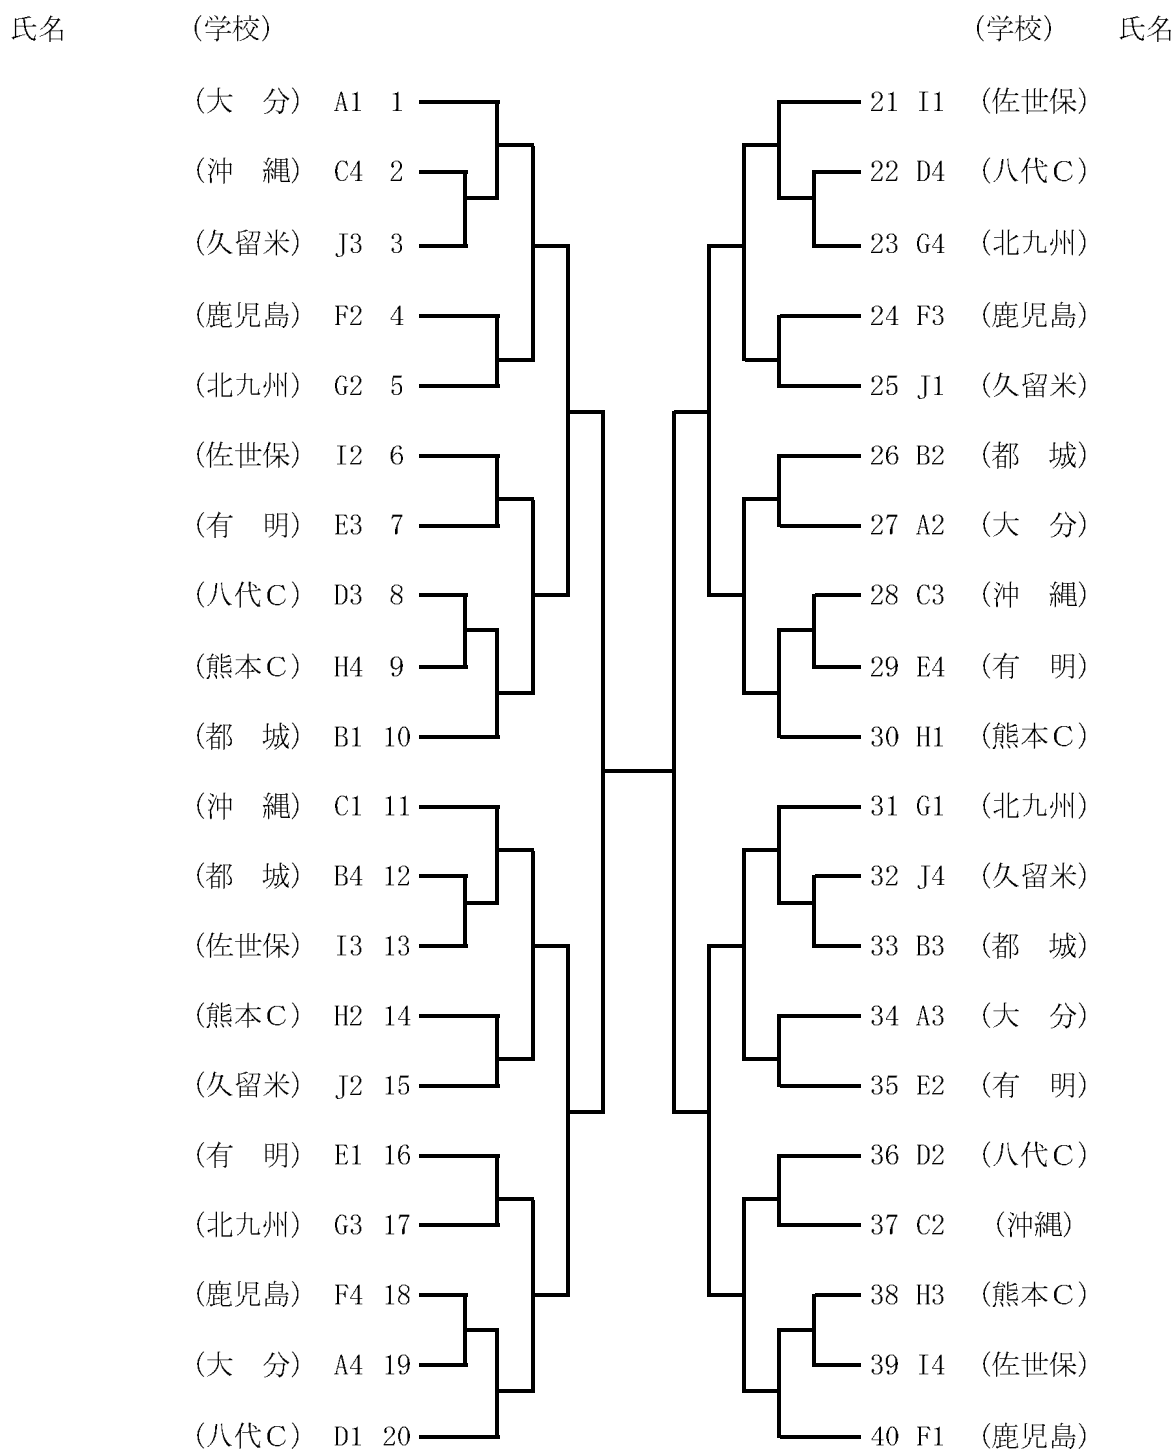 氏名 (学校) (学校) 氏名
(大　分) A1 1 21 I1 (佐世保)
(沖　縄) C4 2 22 D4 (八代C)
(久留米) J3 3 23 G4 (北九州)
(鹿児島) F2 4 24 F3 (鹿児島)
(北九州) G2 5 25 J1 (久留米)
(佐世保) I2 6 26 B2 (都　城)
(有　明) E3 7 27 A2 (大　分)
(八代C) D3 8 28 C3 (沖　縄)
(熊本C) H4 9 29 E4 (有　明)
(都　城) B1 10 30 H1 (熊本C)
(沖　縄) C1 11 31 G1 (北九州)
(都　城) B4 12 32 J4 (久留米)
(佐世保) I3 13 33 B3 (都　城)
(熊本C) H2 14 34 A3 (大　分)
(久留米) J2 15 35 E2 (有　明)
(有　明) E1 16 36 D2 (八代C)
(北九州) G3 17 37 C2 (沖縄)
(鹿児島) F4 18 38 H3 (熊本C)
(大　分) A4 19 39 I4 (佐世保)
(八代C) D1 20 40 F1 (鹿児島)